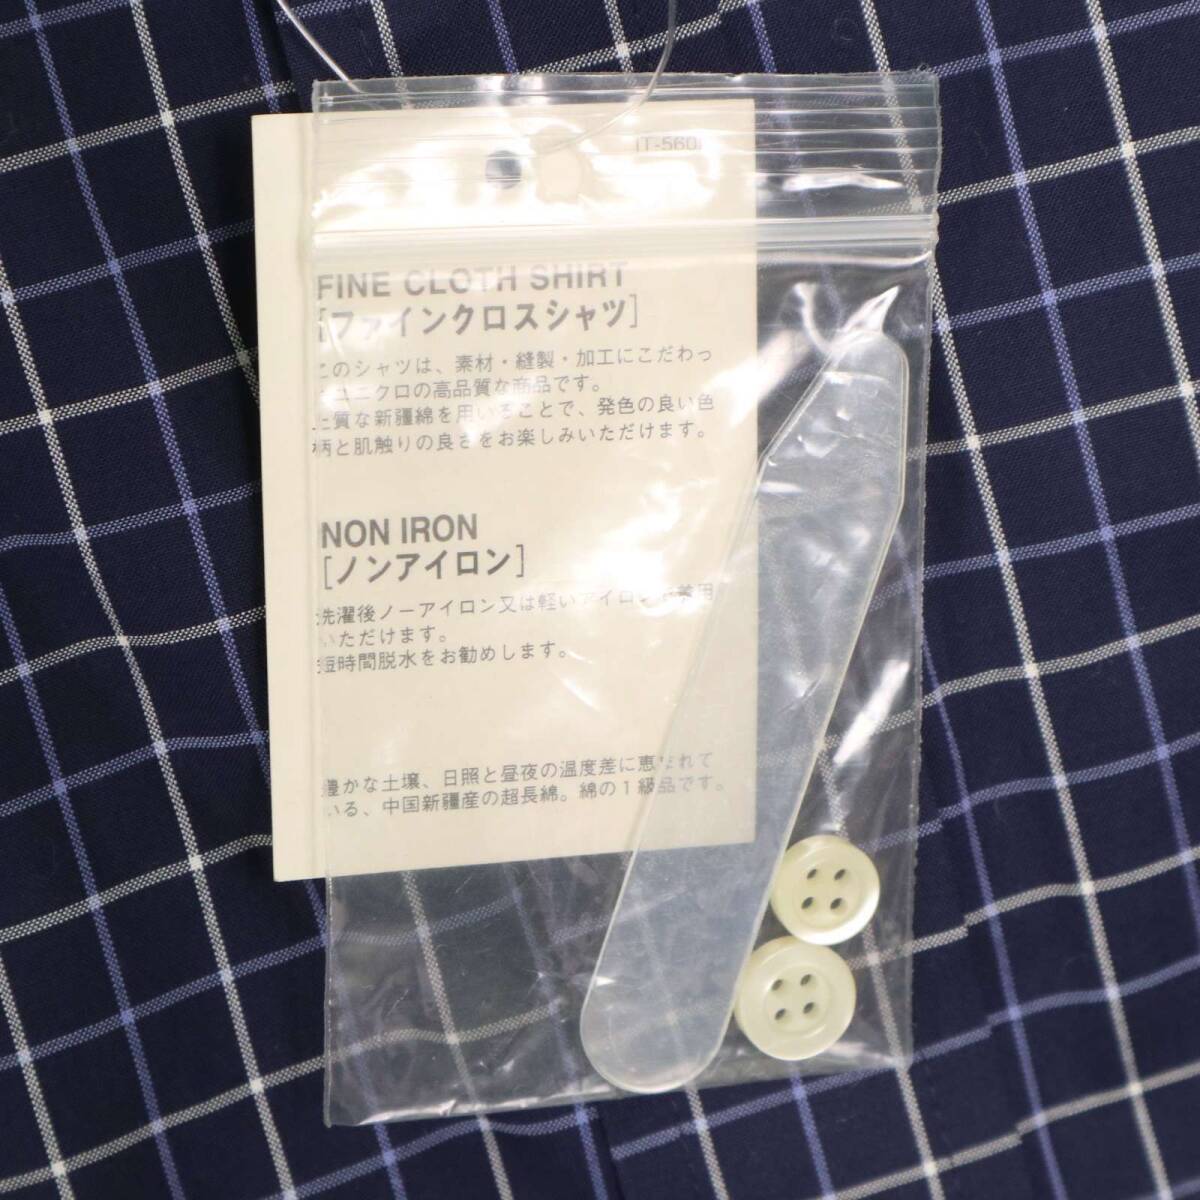 IT-560
FINE CLOTH SHIRT
[ファインクロスシャツ]
このシャツは、素材・縫製・加工にこだわっ
ユニクロの高品質な商品です。
上質な新疆綿を用いることで、発色の良い色
柄と肌触りの良さをお楽しみいただけます。
NON IRON
[ノンアイロン]
洗濯後ノーアイロン又は軽いアイロンで着用
いただけます。
短時間脱水をお勧めします。
豊かな土壌、日照と昼夜の温度差に恵まれて
いる、中国新疆産の超長綿。綿の1級品です。